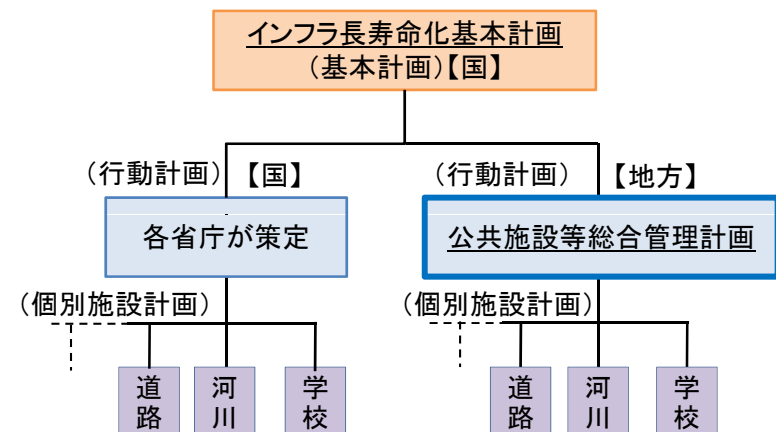 インフラ長寿命化基本計画
(基本計画)【国】
(行動計画) 【国】
(行動計画) 【地方】
各省庁が策定
公共施設等総合管理計画
(個別施設計画)
(個別施設計画)
道路
河川
学校
道路
河川
学校